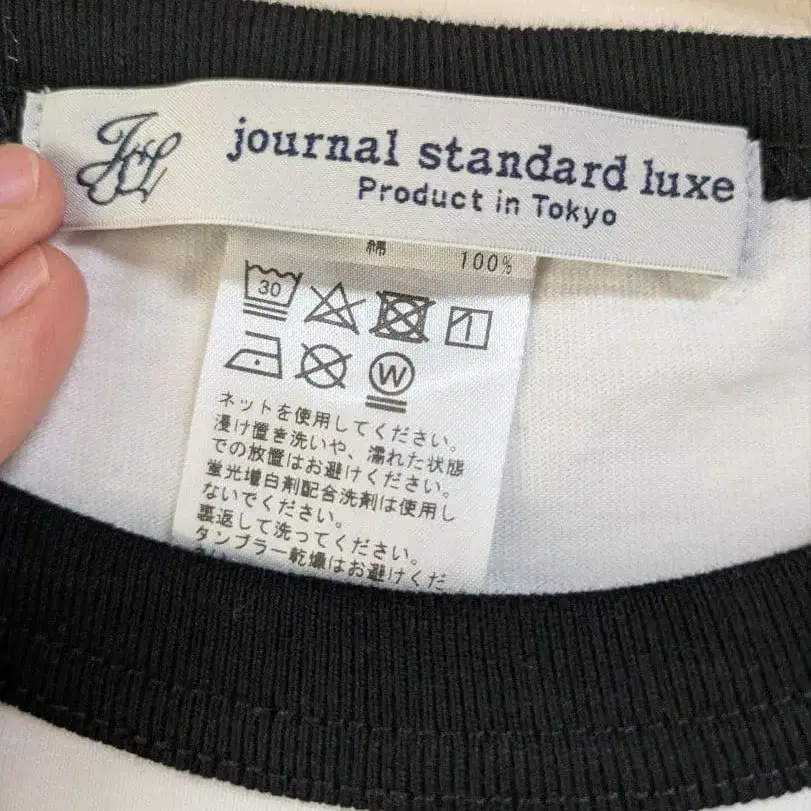 JSL
journal standard luxe
Product in Tokyo
綿 100%
30
W
ネットを使用してください。
浸け置き洗いや、濡れた状態
での放置はお避けください。
蛍光増白剤配合洗剤は使用し
ないでください。
裏返して洗ってください。
タンブラー乾燥はお避けくだ